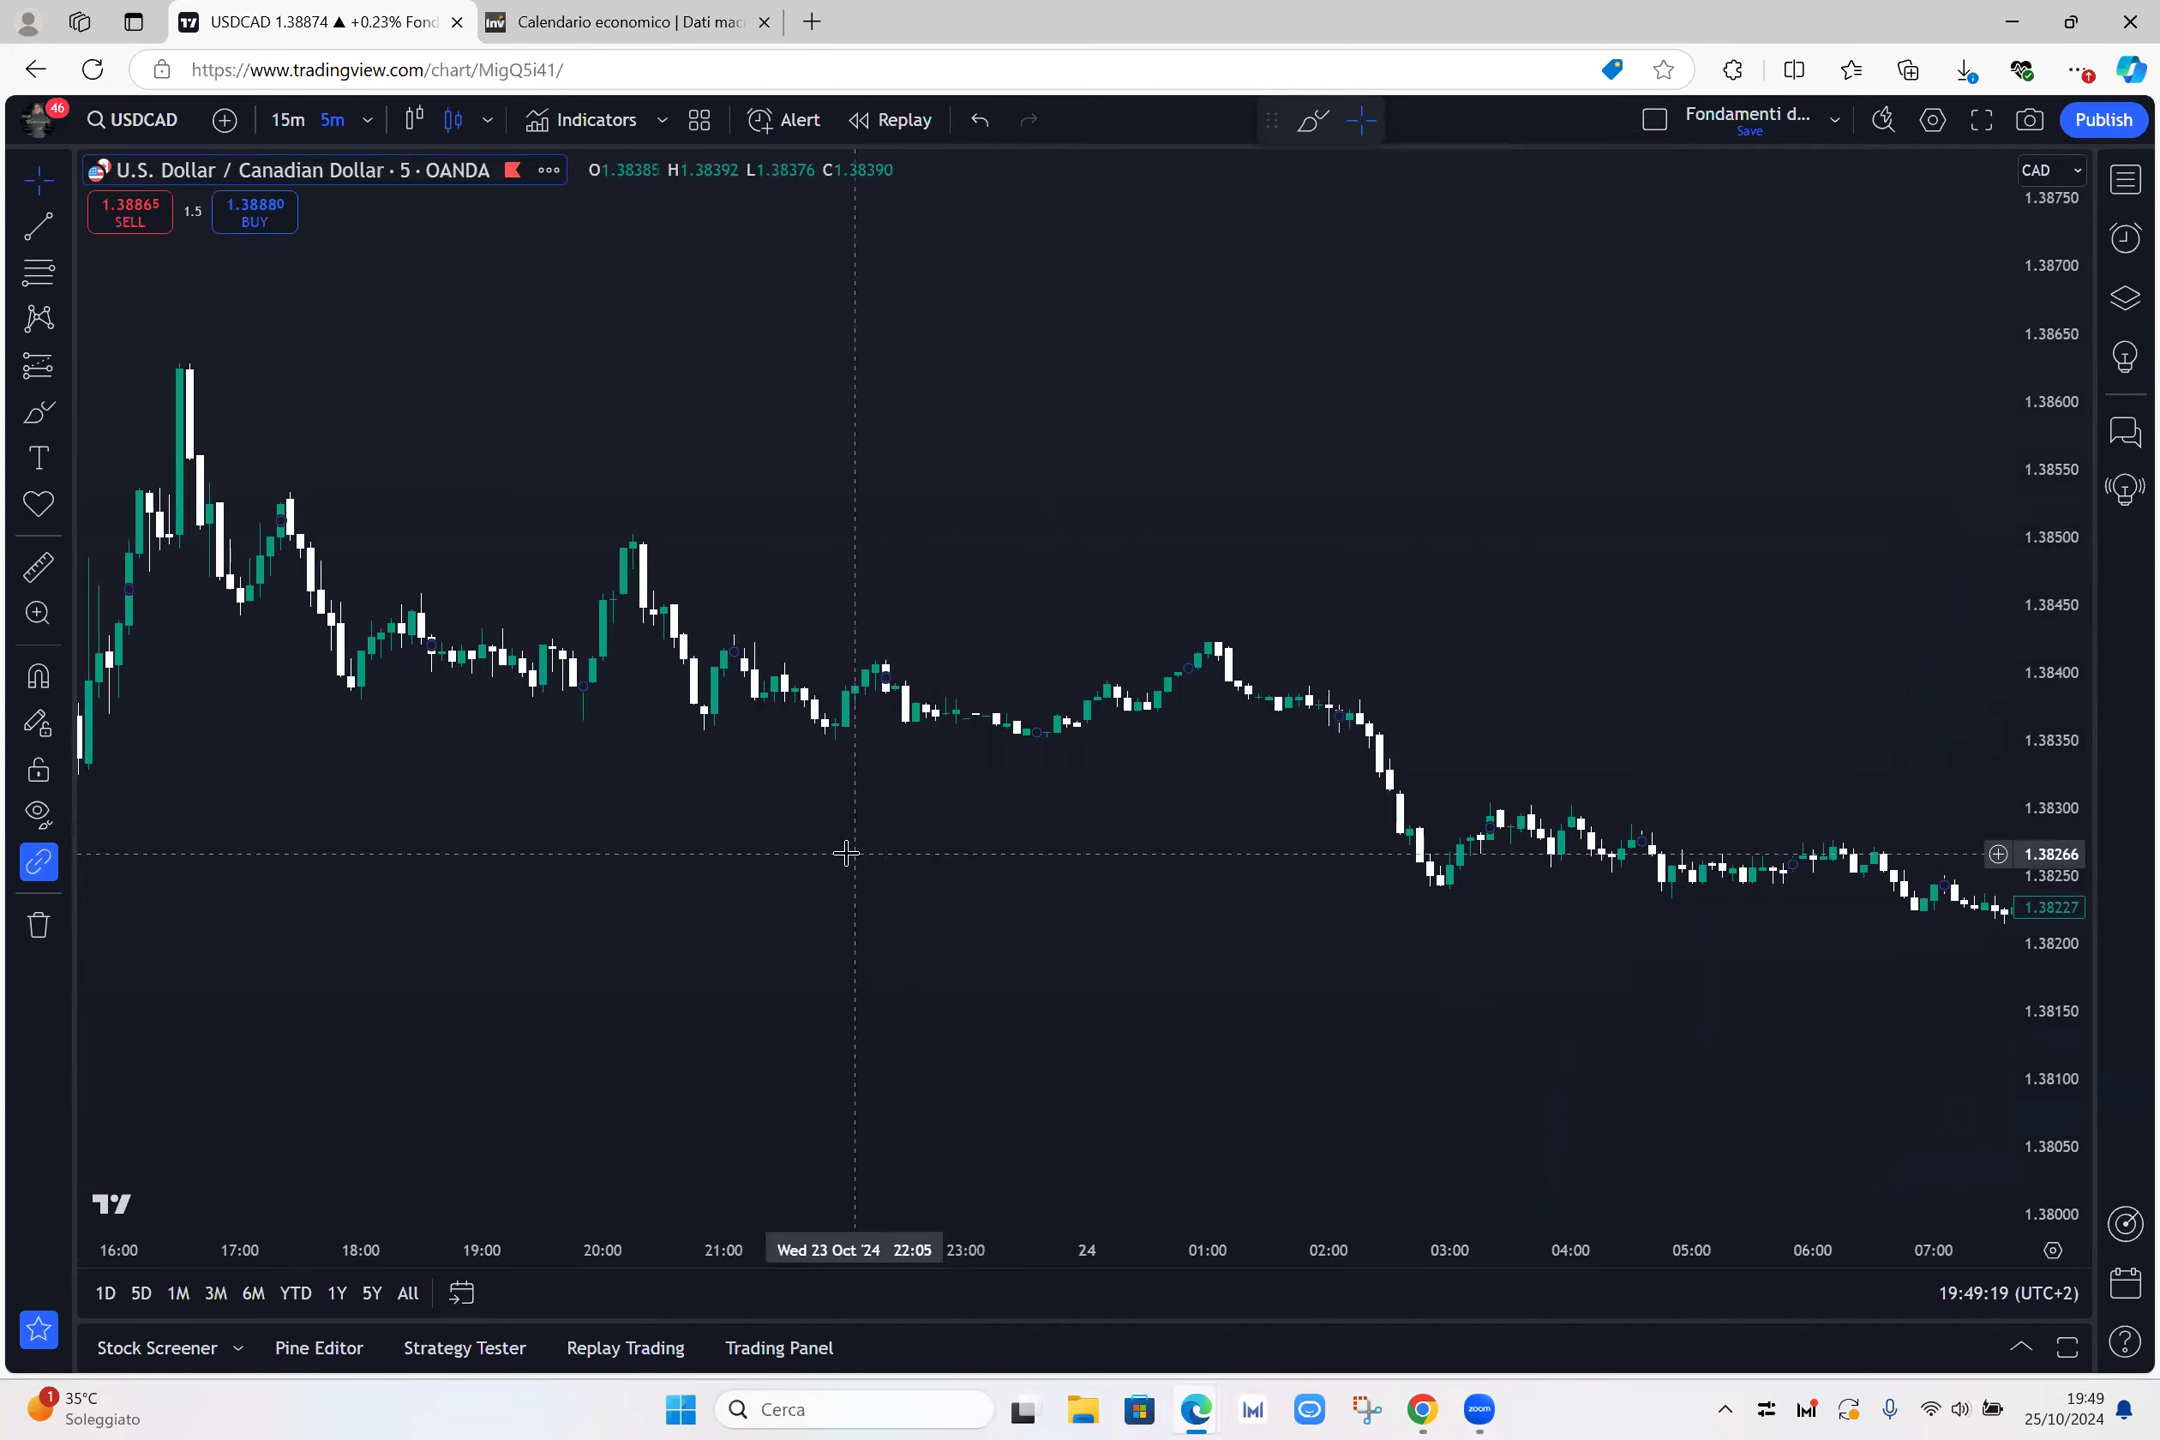 USDCAD 1.38874 ▲ +0.23% Fond
Calendario economico | Dati mac
https://www.tradingview.com/chart/MigQ5i41/
46
USDCAD
15m
5m
Indicators
Alert
Replay
Fondamenti d...
Save
Publish
U.S. Dollar / Canadian Dollar · 5 · OANDA
O1.38385 H1.38392 L1.38376 C1.38390
CAD
1.38865
SELL
1.5
1.38880
BUY
1.38750
1.38700
1.38650
1.38600
1.38550
1.38500
1.38450
1.38400
1.38350
1.38300
1.38266
1.38250
1.38227
1.38200
1.38150
1.38100
1.38050
1.38000
16:00 17:00 18:00 19:00 20:00 21:00 Wed 23 Oct '24 22:05 23:00 24 01:00 02:00 03:00 04:00 05:00 06:00 07:00
1D 5D 1M 3M 6M YTD 1Y 5Y All
19:49:19 (UTC+2)
Stock Screener
Pine Editor
Strategy Tester
Replay Trading
Trading Panel
1
35°C
Soleggiato
Cerca
zoom
19:49
25/10/2024